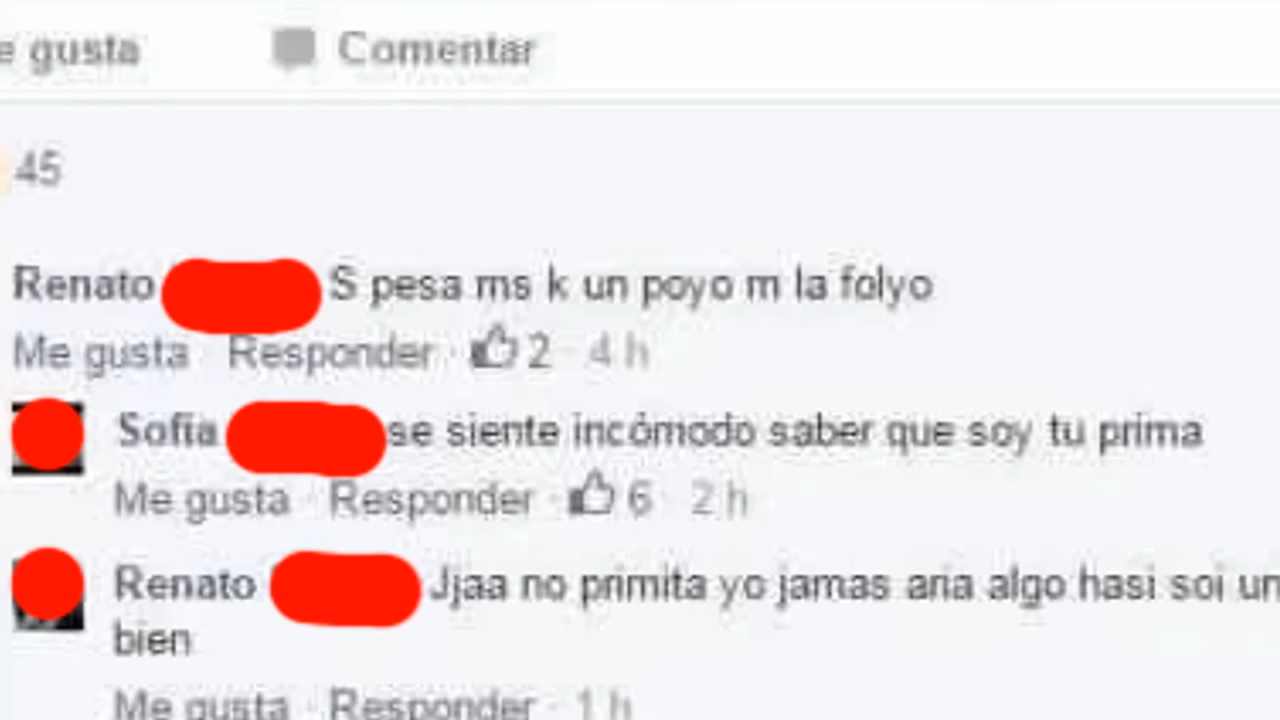 e gusta Comentar
45
Renato S pesa ms k un poyo m la folyo
Me gusta · Responder · 2 · 4 h
Sofia se siente incómodo saber que soy tu prima
Me gusta · Responder · 6 · 2 h
Renato Jjaa no primita yo jamas aria algo hasi soi un
bien
Me gusta · Responder · 1 h